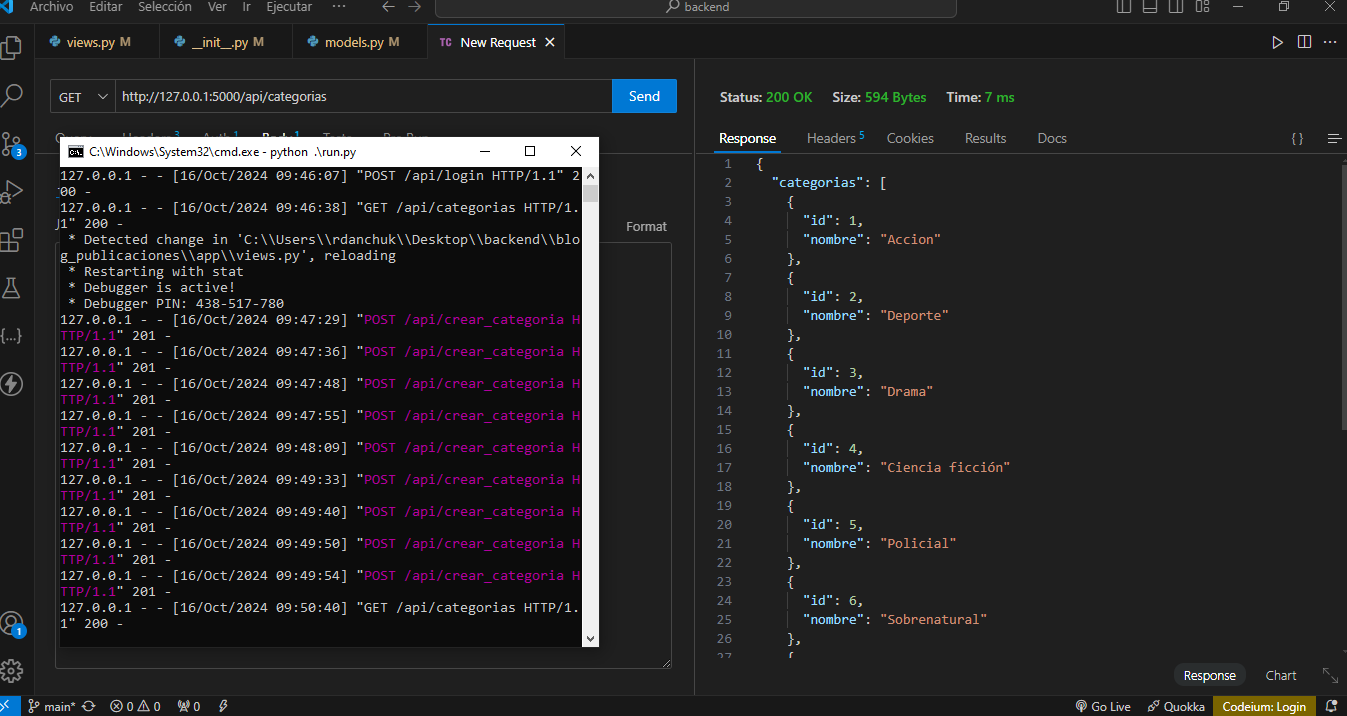 Archivo Editar Selección Ver Ir Ejecutar ···
backend
views.py M
__init__.py M
models.py M
TC New Request
GET
http://127.0.0.1:5000/api/categorias
Send
C:\Windows\System32\cmd.exe - python .\run.py
127.0.0.1 - - [16/Oct/2024 09:46:07] "POST /api/login HTTP/1.1" 2
00 -
127.0.0.1 - - [16/Oct/2024 09:46:38] "GET /api/categorias HTTP/1.
1" 200 -
* Detected change in 'C:\\Users\\rdanchuk\\Desktop\\backend\\blo
g_publicaciones\\app\\views.py', reloading
* Restarting with stat
* Debugger is active!
* Debugger PIN: 438-517-780
127.0.0.1 - - [16/Oct/2024 09:47:29] "POST /api/crear_categoria H
TTP/1.1" 201 -
127.0.0.1 - - [16/Oct/2024 09:47:36] "POST /api/crear_categoria H
TTP/1.1" 201 -
127.0.0.1 - - [16/Oct/2024 09:47:48] "POST /api/crear_categoria H
TTP/1.1" 201 -
127.0.0.1 - - [16/Oct/2024 09:47:55] "POST /api/crear_categoria H
TTP/1.1" 201 -
127.0.0.1 - - [16/Oct/2024 09:48:09] "POST /api/crear_categoria H
TTP/1.1" 201 -
127.0.0.1 - - [16/Oct/2024 09:49:33] "POST /api/crear_categoria H
TTP/1.1" 201 -
127.0.0.1 - - [16/Oct/2024 09:49:40] "POST /api/crear_categoria H
TTP/1.1" 201 -
127.0.0.1 - - [16/Oct/2024 09:49:50] "POST /api/crear_categoria H
TTP/1.1" 201 -
127.0.0.1 - - [16/Oct/2024 09:49:54] "POST /api/crear_categoria H
TTP/1.1" 201 -
127.0.0.1 - - [16/Oct/2024 09:50:40] "GET /api/categorias HTTP/1.
1" 200 -
Format
Status: 200 OK Size: 594 Bytes Time: 7 ms
Response Headers 5 Cookies Results Docs {}
1 {
2 "categorias": [
3 {
4 "id": 1,
5 "nombre": "Accion"
6 },
7 {
8 "id": 2,
9 "nombre": "Deporte"
10 },
11 {
12 "id": 3,
13 "nombre": "Drama"
14 },
15 {
16 "id": 4,
17 "nombre": "Ciencia ficción"
18 },
19 {
20 "id": 5,
21 "nombre": "Policial"
22 },
23 {
24 "id": 6,
25 "nombre": "Sobrenatural"
26 },
27 {
Response Chart
3
1
main* 0 0 0
Go Live Quokka Codeium: Login